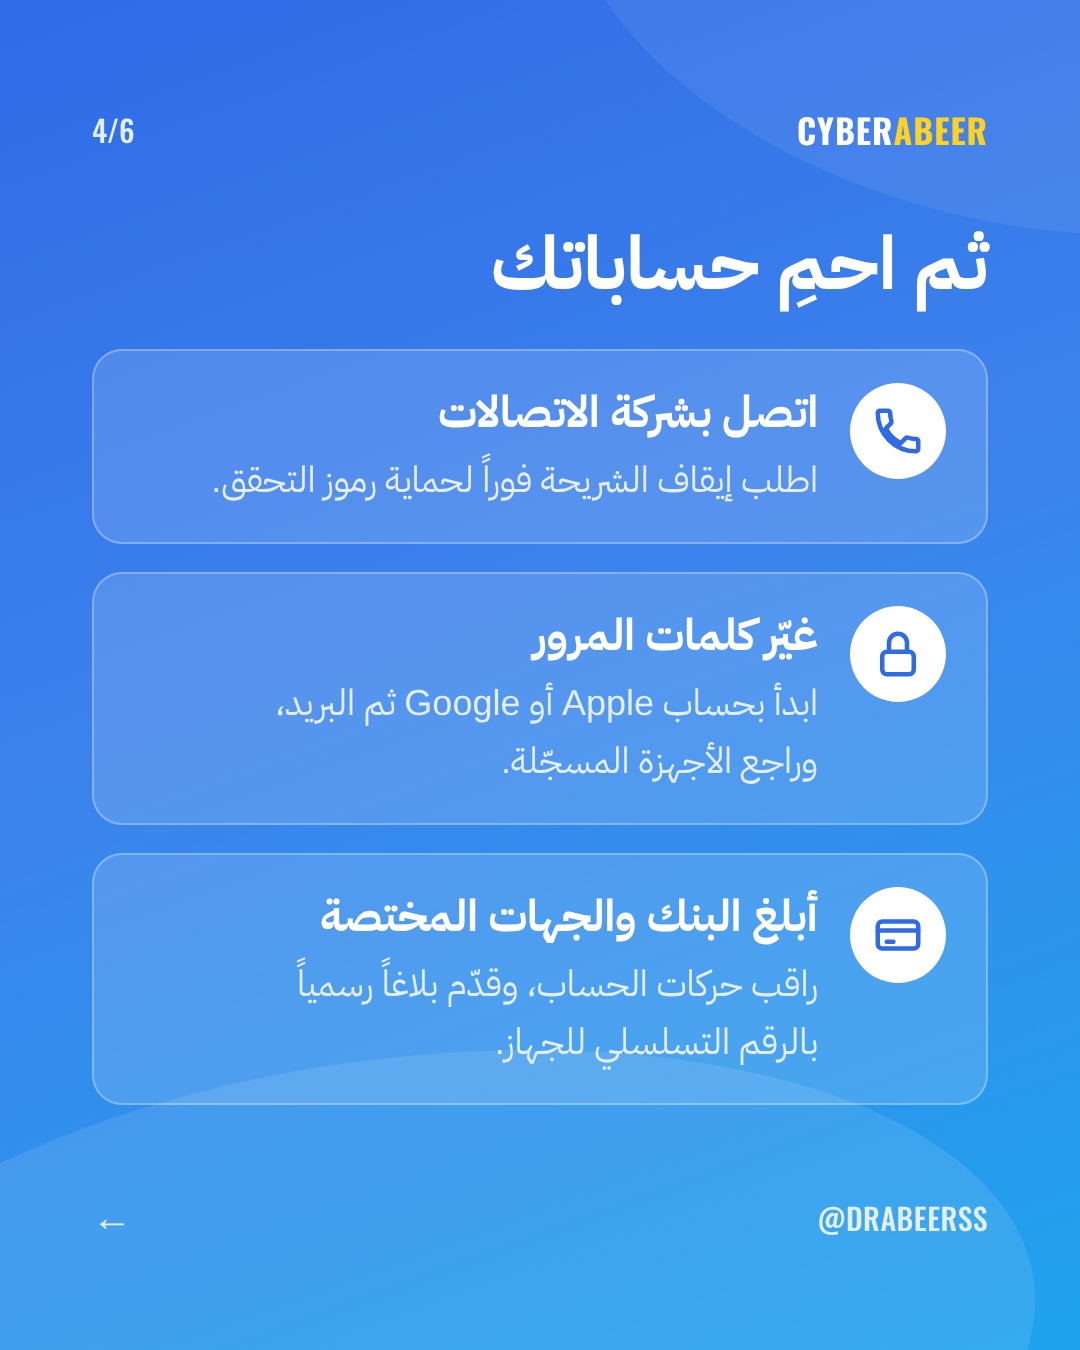 CYBERABEER
4/6
ثم احمِ حساباتك
اتصل بشركة الاتصالات
اطلب إيقاف الشريحة فوراً لحماية رموز التحقق.
غيّر كلمات المرور
ابدأ بحساب Apple أو Google ثم البريد،
وراجع الأجهزة المسجّلة.
أبلغ البنك والجهات المختصة
راقب حركات الحساب، وقدّم بلاغاً رسمياً
بالرقم التسلسلي للجهاز.
@DRABEERSS
←